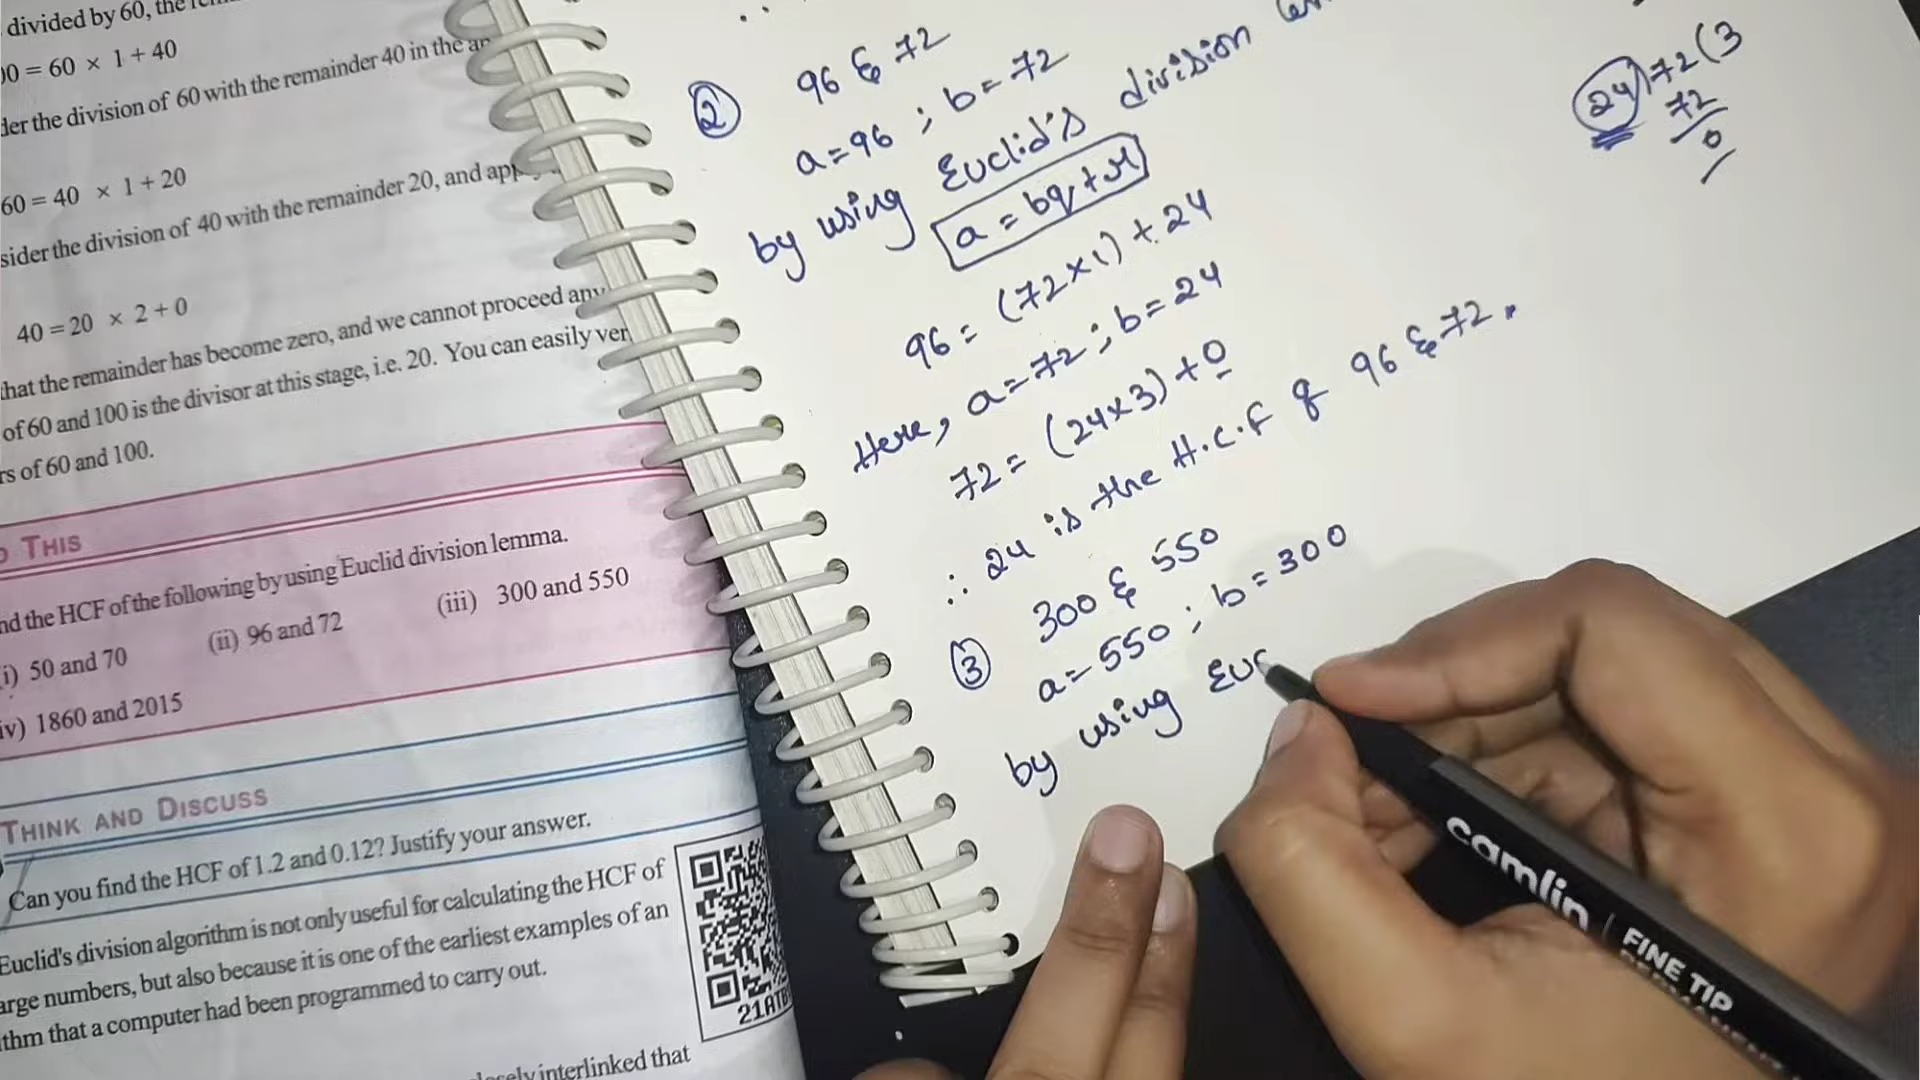 divided by 60, the
00 = 60 × 1 + 40
der the division of 60 with the remainder 40 in the
60 = 40 × 1 + 20
sider the division of 40 with the remainder 20, and
40 = 20 × 2 + 0
that the remainder has become zero, and we cannot proceed any
of 60 and 100 is the divisor at this stage, i.e. 20. You can easily ver
rs of 60 and 100.
THIS
nd the HCF of the following by using Euclid division lemma.
i) 50 and 70 (ii) 96 and 72 (iii) 300 and 550
iv) 1860 and 2015
THINK AND DISCUSS
Can you find the HCF of 1.2 and 0.12? Justify your answer.
Euclid's division algorithm is not only useful for calculating the HCF of
arge numbers, but also because it is one of the earliest examples of an
ithm that a computer had been programmed to carry out.
closely interlinked that
21ATB
② 96 & 72
a = 96 ; b = 72
by using Euclid's division
a = bq + r
96 = (72×1) + 24
Here, a = 72 ; b = 24
72 = (24×3) + 0
∴ 24 is the H.C.F of 96 & 72.
③ 300 & 550
a = 550 ; b = 300
by using Euc
24)72(3
72
0
camlin
FINE TIP